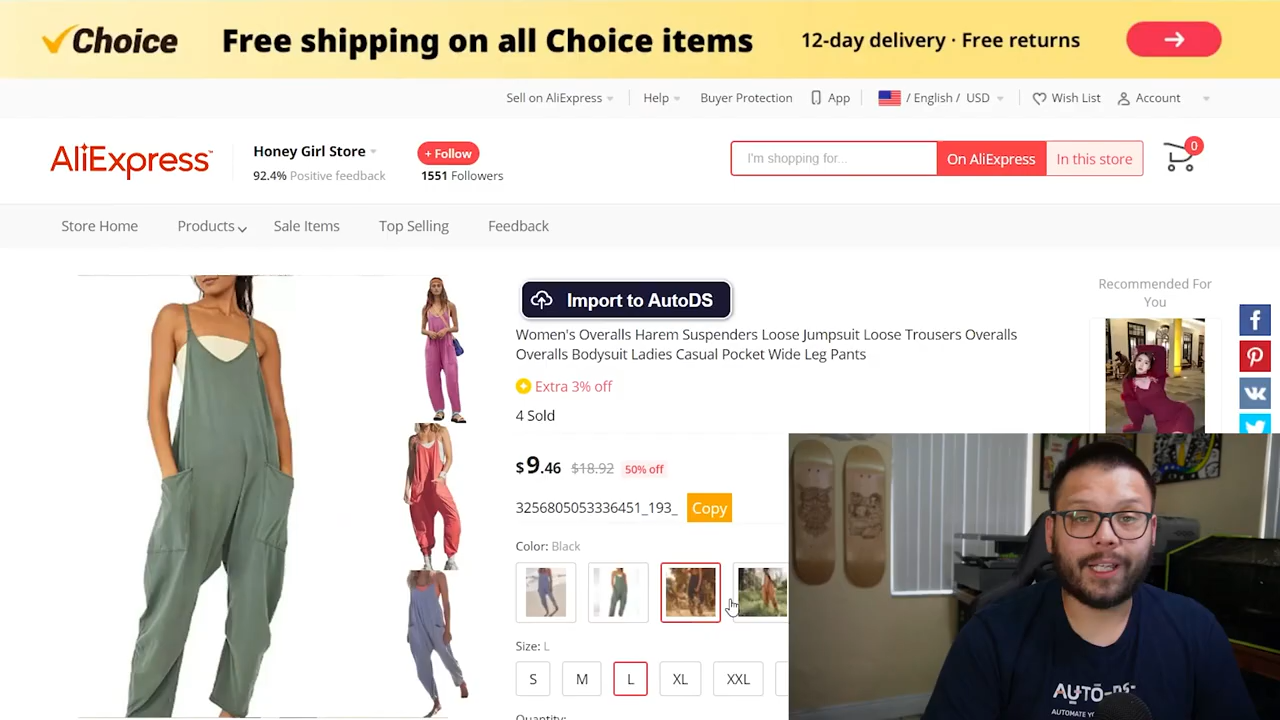 Choice Free shipping on all Choice items 12-day delivery · Free returns
Sell on AliExpress Help Buyer Protection App / English / USD Wish List Account
AliExpress Honey Girl Store + Follow I'm shopping for... On AliExpress In this store 0
92.4% Positive feedback 1551 Followers
Store Home Products Sale Items Top Selling Feedback
Import to AutoDS
Recommended For
You
Women's Overalls Harem Suspenders Loose Jumpsuit Loose Trousers Overalls
Overalls Bodysuit Ladies Casual Pocket Wide Leg Pants
Extra 3% off
4 Sold
$9.46 $18.92 50% off
3256805053336451_193_ Copy
Color: Black
Size: L
S M L XL XXL
Quantity:
AUTO-DS
AUTOMATE